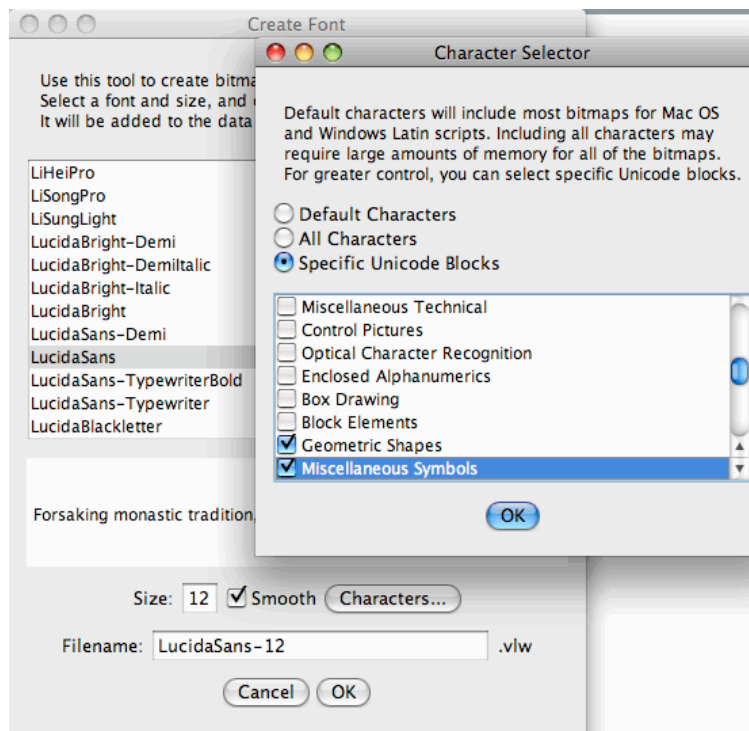 Create Font
Use this tool to create bitma
Select a font and size, and
It will be added to the data
LiHeiPro
LiSongPro
LiSungLight
LucidaBright-Demi
LucidaBright-DemiItalic
LucidaBright-Italic
LucidaBright
LucidaSans-Demi
LucidaSans
LucidaSans-TypewriterBold
LucidaSans-Typewriter
LucidaBlackletter
Forsaking monastic tradition,
Size: 12 Smooth Characters...
Filename: LucidaSans-12 .vlw
Cancel OK
Character Selector
Default characters will include most bitmaps for Mac OS
and Windows Latin scripts. Including all characters may
require large amounts of memory for all of the bitmaps.
For greater control, you can select specific Unicode blocks.
Default Characters
All Characters
Specific Unicode Blocks
Miscellaneous Technical
Control Pictures
Optical Character Recognition
Enclosed Alphanumerics
Box Drawing
Block Elements
Geometric Shapes
Miscellaneous Symbols
OK